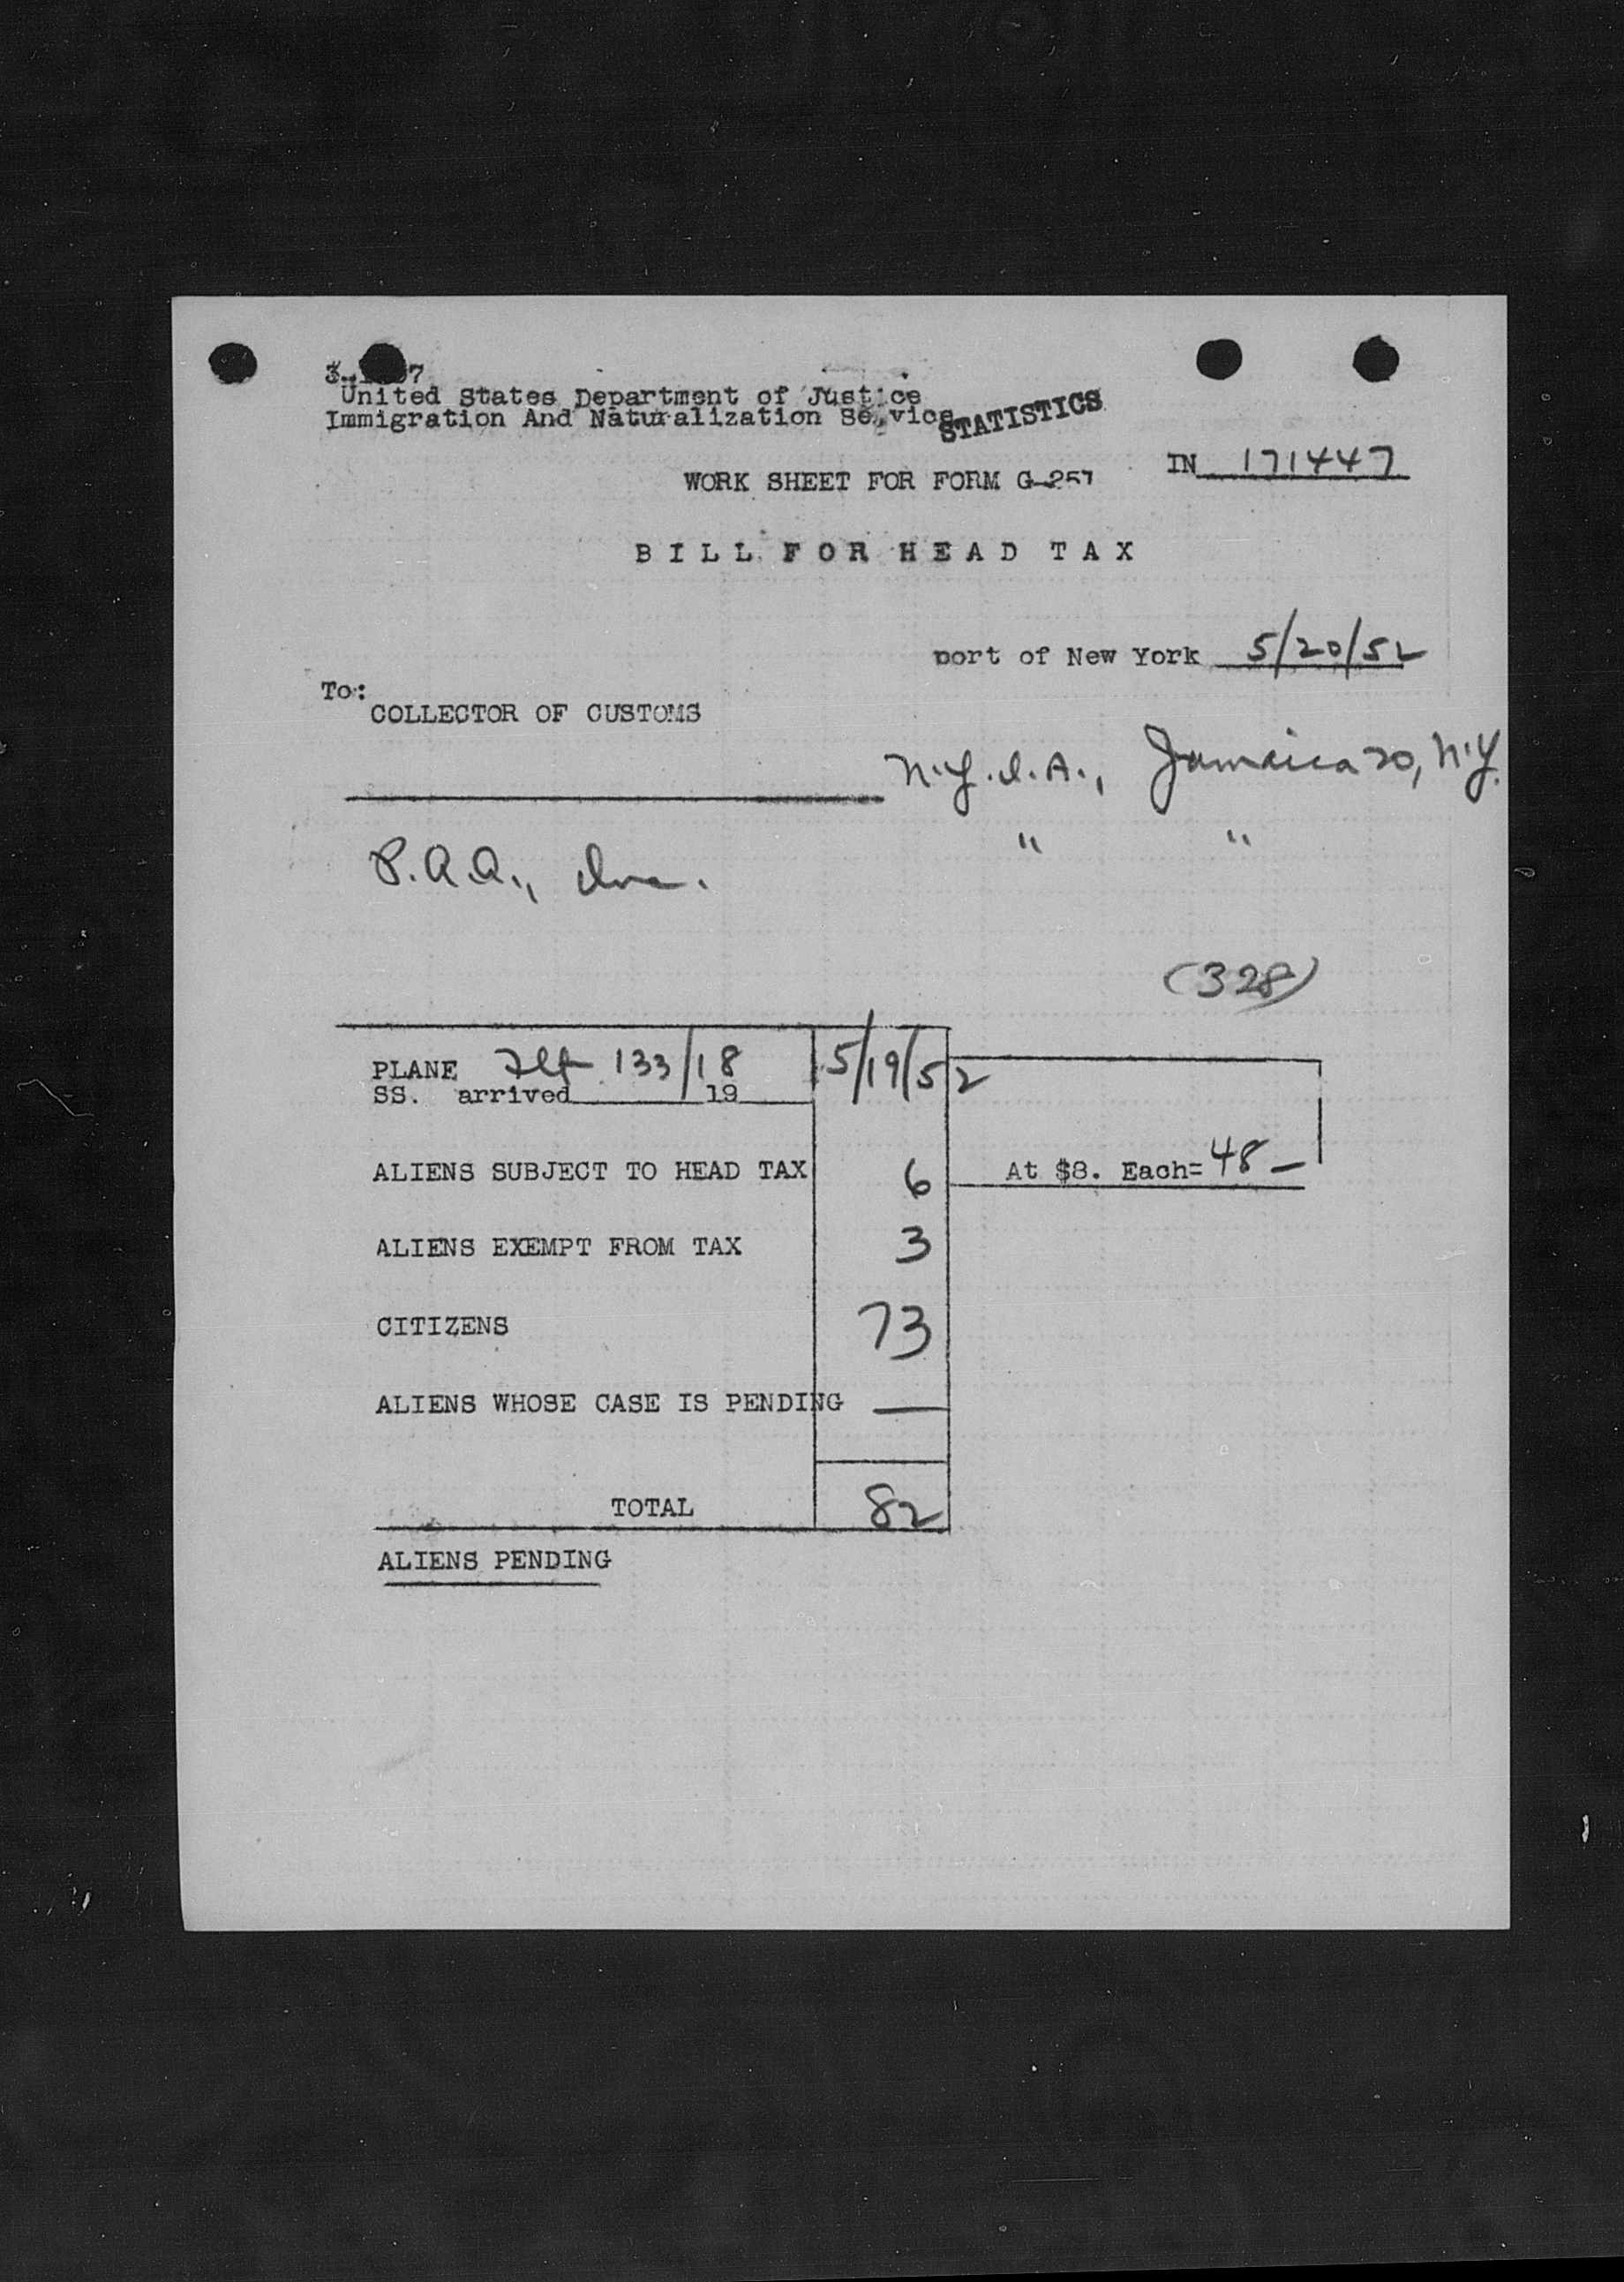 United States Department of Justice
Immigration And Naturalization Service
STATISTICS
IN 171447
WORK SHEET FOR FORM G-257
BILL FOR HEAD TAX
port of New York 5/20/52
To:
COLLECTOR OF CUSTOMS
N.Y.I.A., Jamaica 20, N.Y.
P.A.A., Inc. " "
(328)
PLANE Flt 133/18 5/19/52
SS. arrived 19
ALIENS SUBJECT TO HEAD TAX 6 At $8. Each= 48 —
ALIENS EXEMPT FROM TAX 3
CITIZENS 73
ALIENS WHOSE CASE IS PENDING —
TOTAL 82
ALIENS PENDING